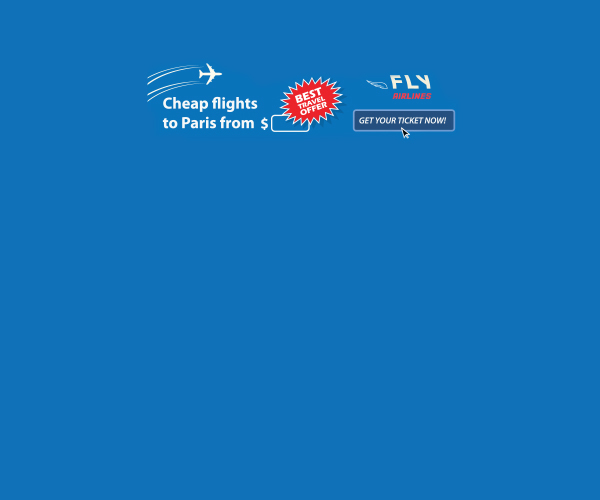 Cheap flights
to Paris from $
BEST
TRAVEL
OFFER
FLY
AIRLINES
GET YOUR TICKET NOW!